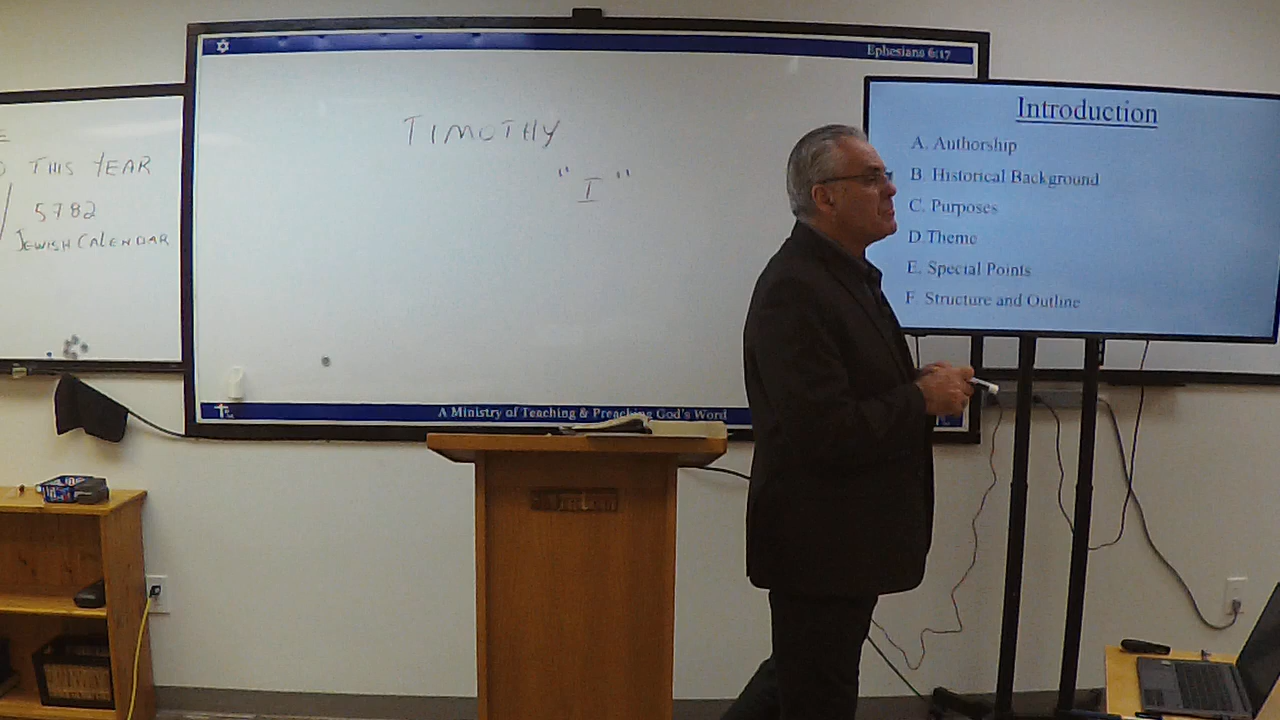 THIS YEAR
5782
JEWISH CALENDAR
Ephesians 6:17
TIMOTHY
" I "
A Ministry of Teaching & Preaching God's Word
Introduction
A. Authorship
B. Historical Background
C. Purposes
D. Theme
E. Special Points
F. Structure and Outline